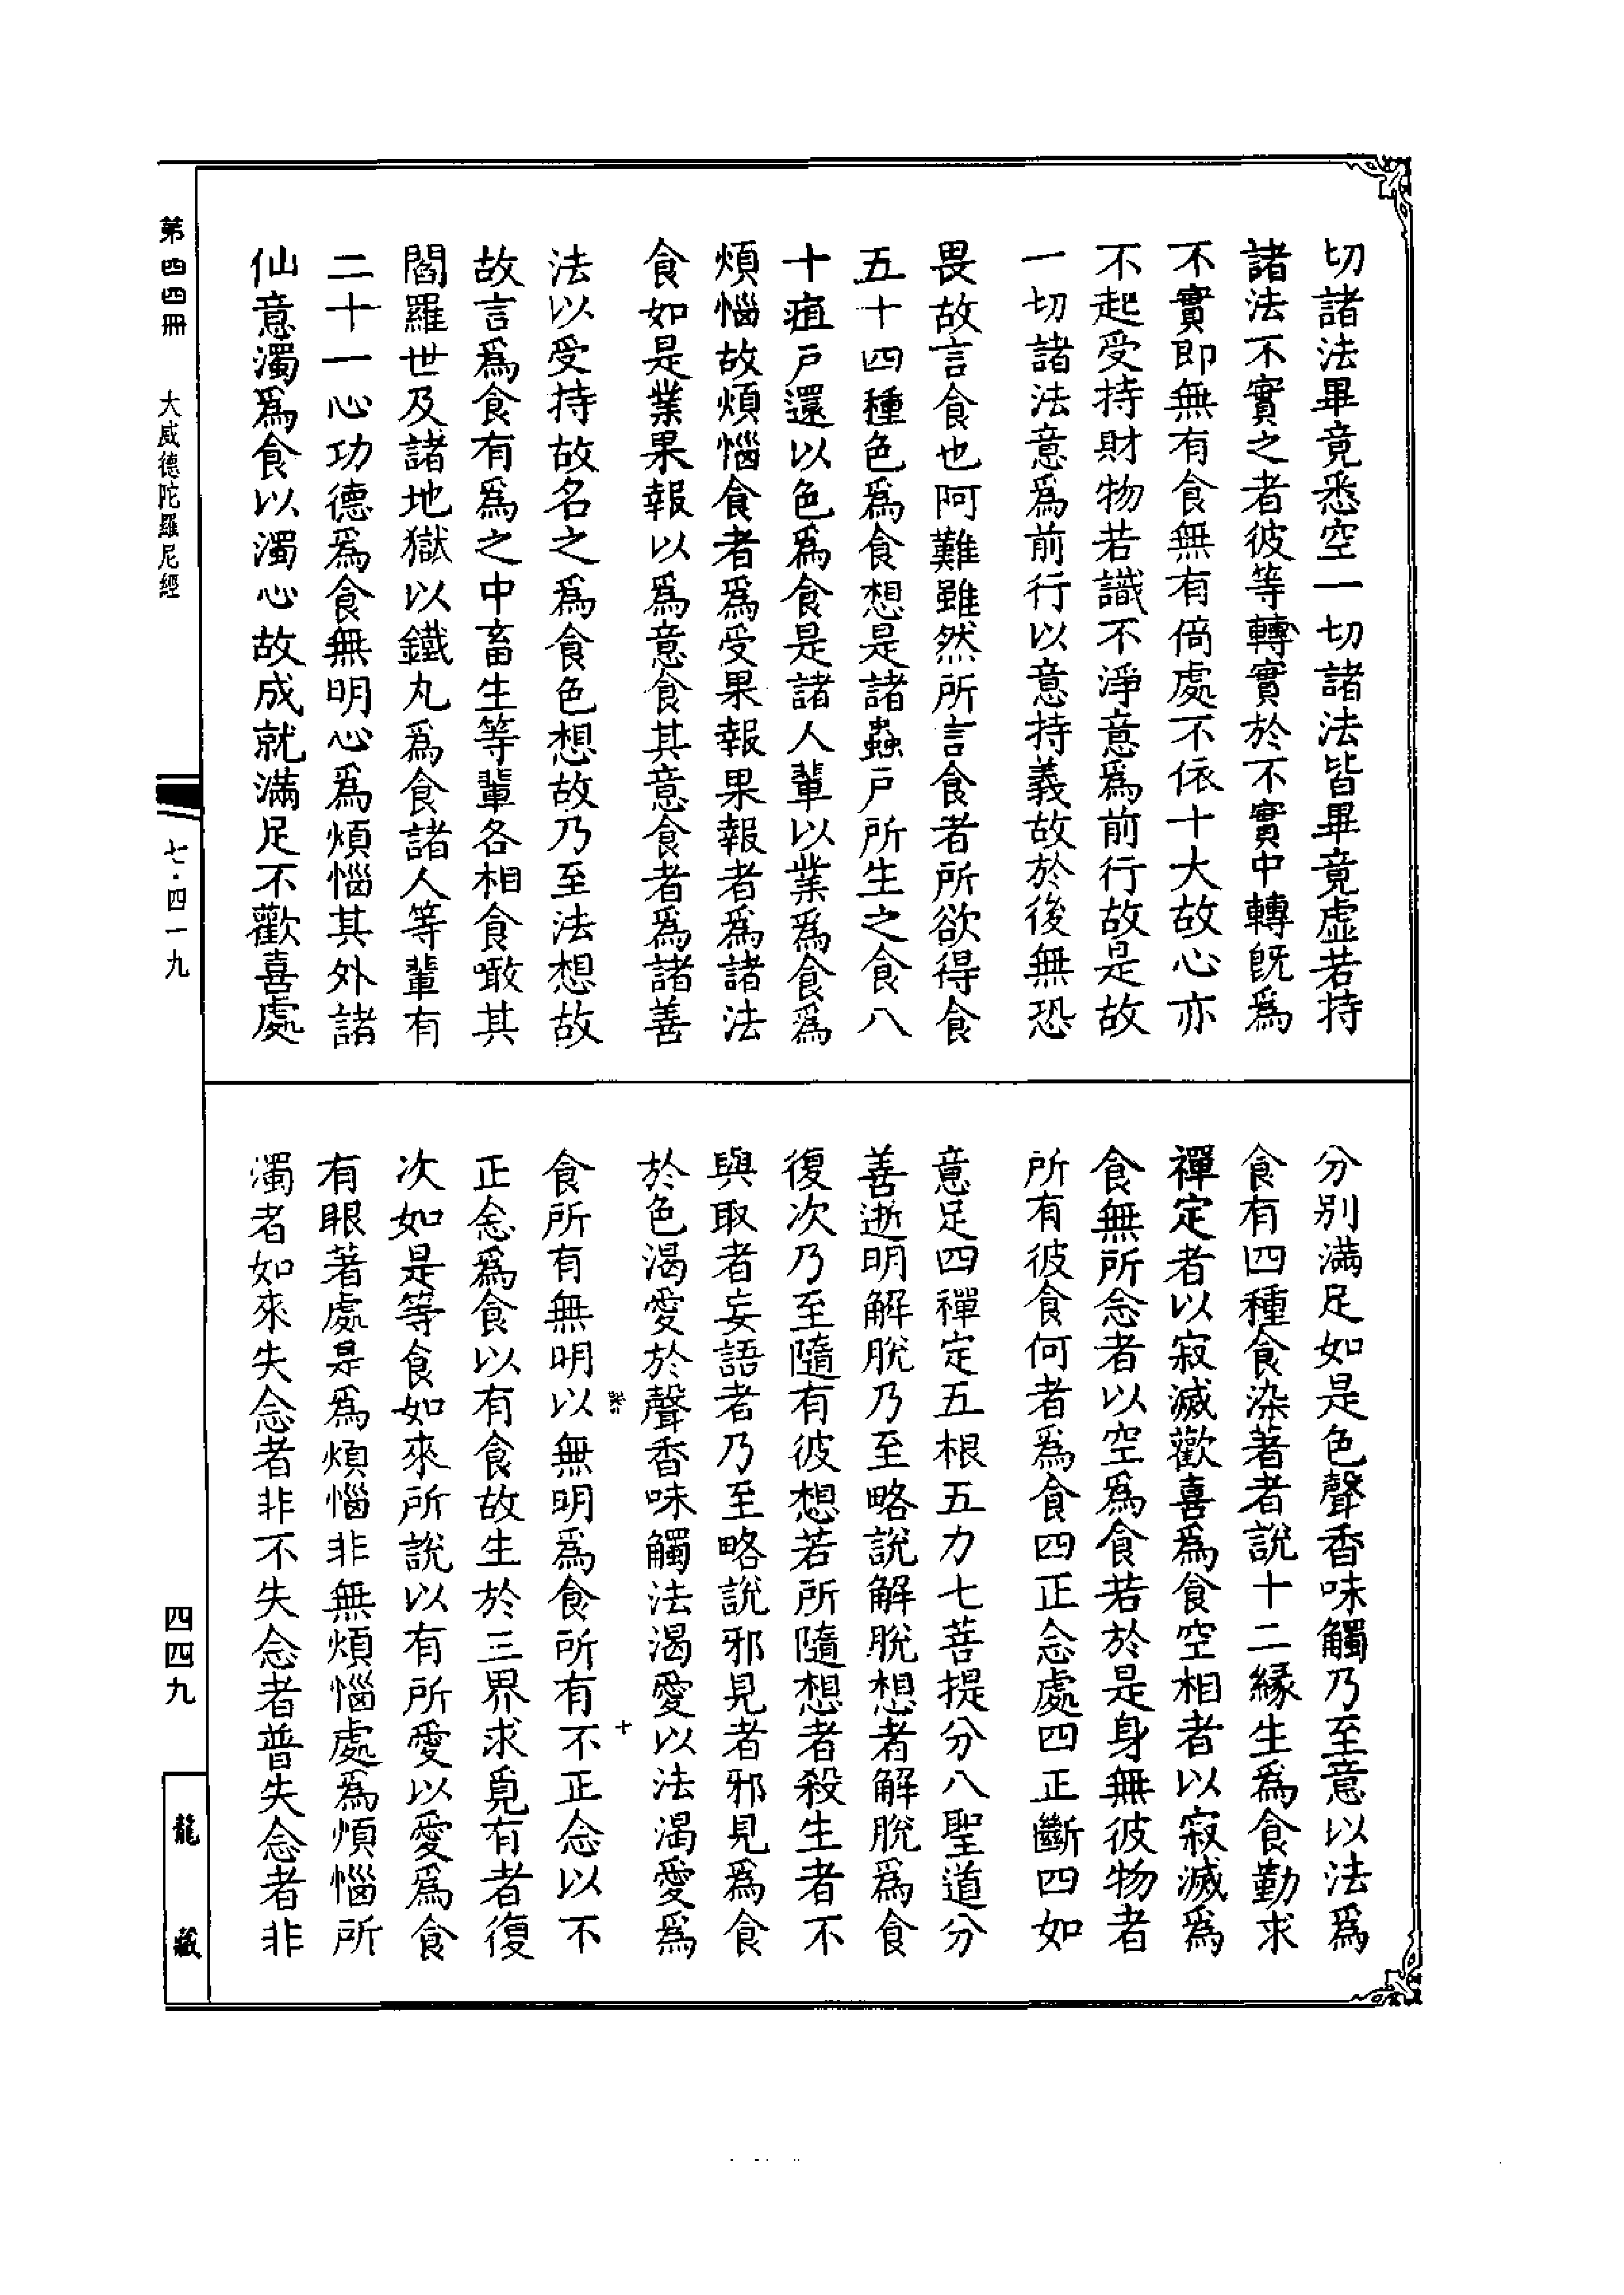 切諸法畢竟悉空一切諸法皆畢竟虛若持
諸法不實之者彼等轉實於不實中轉旣爲
不實即無有食無有倚處不依十大故心亦
不起受持財物若識不淨意爲前行故是故
一切諸法意爲前行以意持義故於後無恐
畏故言食也阿難雖然所言食者所欲得食
五十四種色爲食想是諸蟲戶所生之食八
十疽戶還以色爲食是諸人輩以業爲食爲
煩惱故煩惱食者爲受果報果報者爲諸法
食如是業果報以爲意食其意食者爲諸善
法以受持故名之爲食色想故乃至法想故
故言爲食有爲之中畜生等輩各相食噉其
閻羅世及諸地獄以鐵丸爲食諸人等輩有
二十一心功德爲食無明心爲煩惱其外諸
仙意濁爲食以濁心故成就滿足不歡喜處
分別滿足如是色聲香味觸乃至意以法爲
食有四種食染著者說十二緣生爲食勤求
禪定者以寂滅歡喜爲食空相者以寂滅爲
食無所念者以空爲食若於是身無彼物者
所有彼食何者爲食四正念處四正斷四如
意足四禪定五根五力七菩提分八聖道分
善逝明解脫乃至略說解脫想者解脫爲食
復次乃至隨有彼想若所隨想者殺生者不
與取者妄語者乃至略說邪見者邪見爲食
於色渴愛於聲香味觸法渴愛以法渴愛爲
食所有無明以無明爲食所有不正念以不
正念爲食以有食故生於三界求覓有者復
次如是等食如來所說以有所愛以愛爲食
有眼著處是爲煩惱非無煩惱處爲煩惱所
濁者如來失念者非不失念者普失念者非
第四四冊 大威德陀羅尼經
七·四一九
四四九
龍藏
十